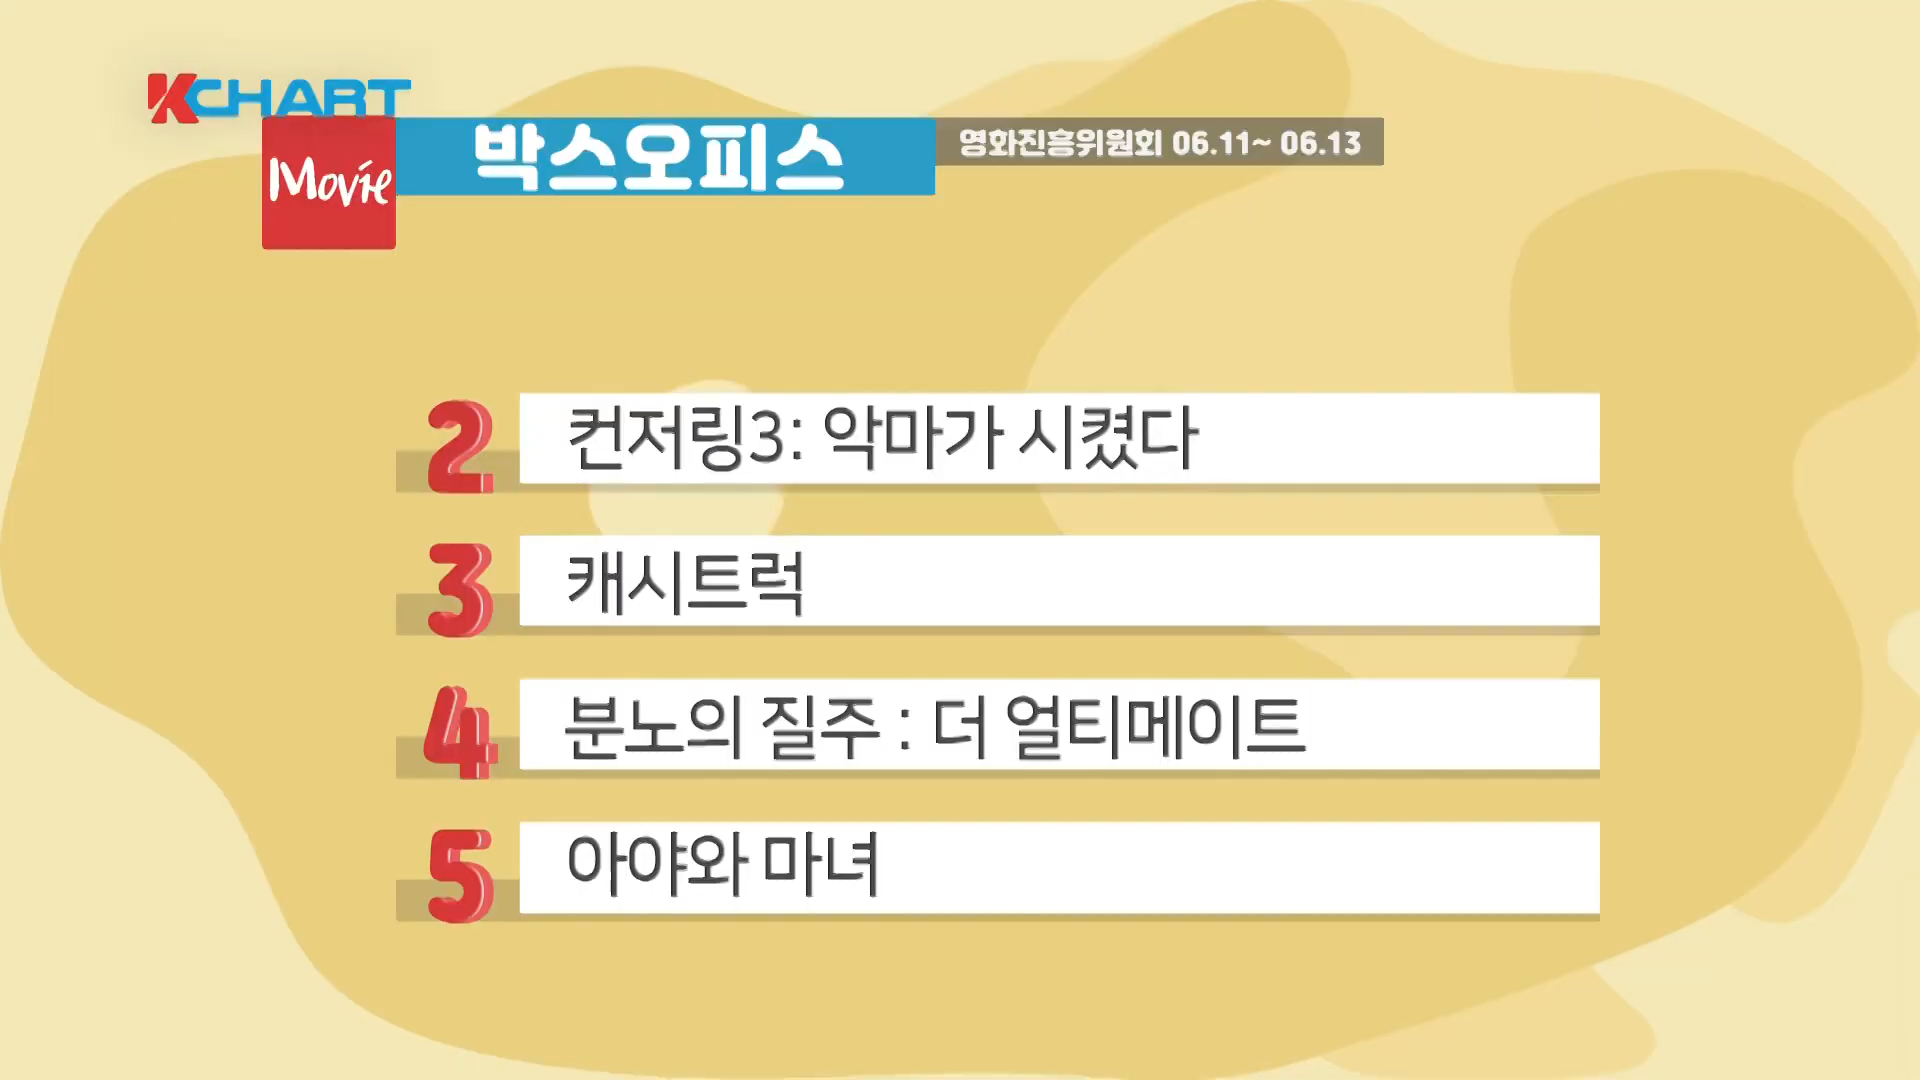 KCHART
Movie
박스오피스
영화진흥위원회 06.11~ 06.13
2 컨저링3: 악마가 시켰다
3 캐시트럭
4 분노의 질주 : 더 얼티메이트
5 아야와 마녀